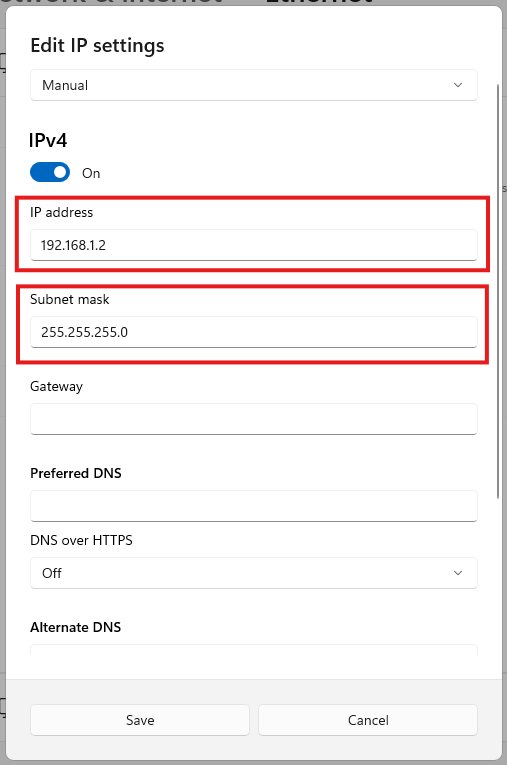 Edit IP settings
Manual
IPv4
On
IP address
192.168.1.2
Subnet mask
255.255.255.0
Gateway
Preferred DNS
DNS over HTTPS
Off
Alternate DNS
Save
Cancel